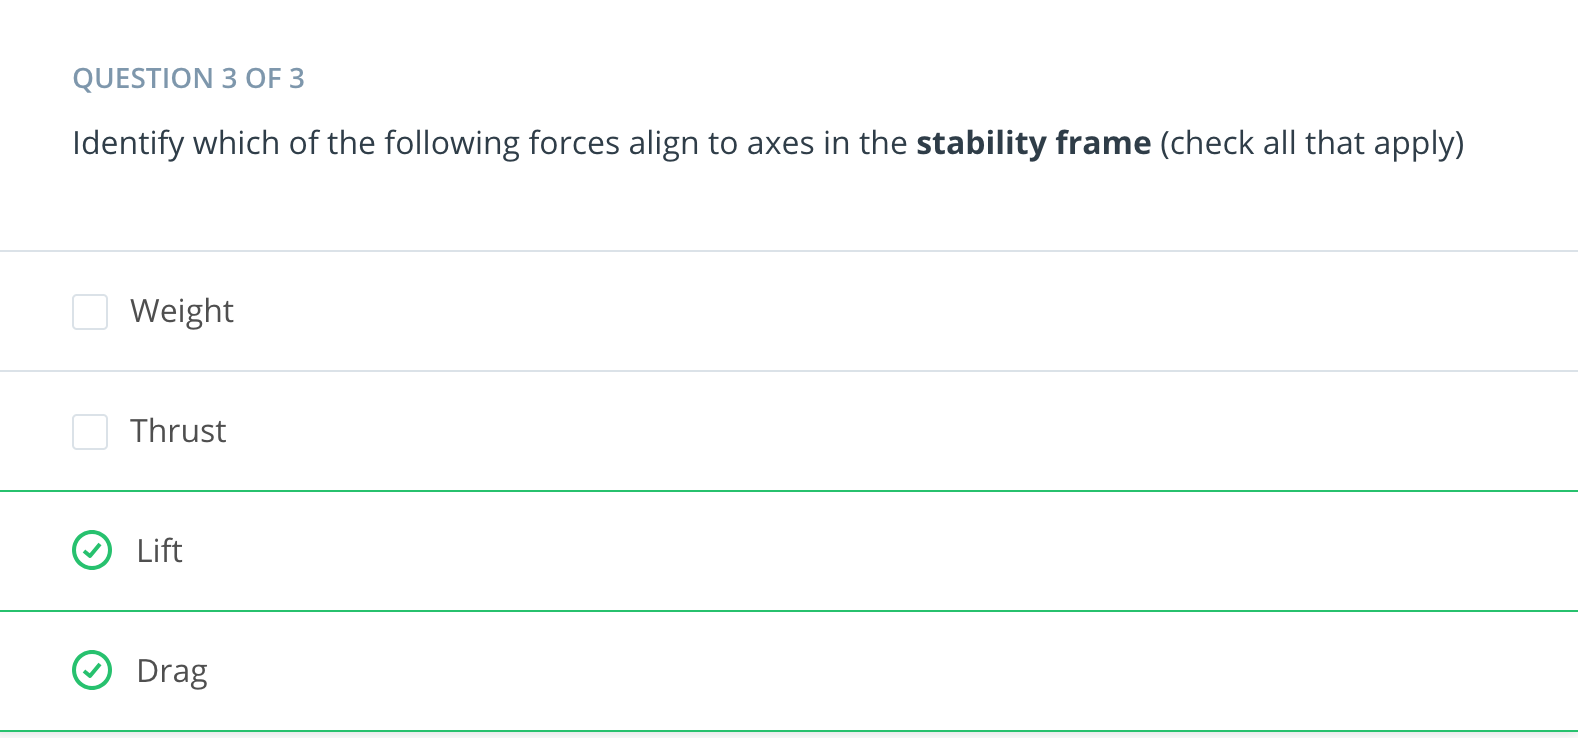 QUESTION 3 OF 3
Identify which of the following forces align to axes in the stability frame (check all that apply)
Weight
Thrust
Lift
Drag